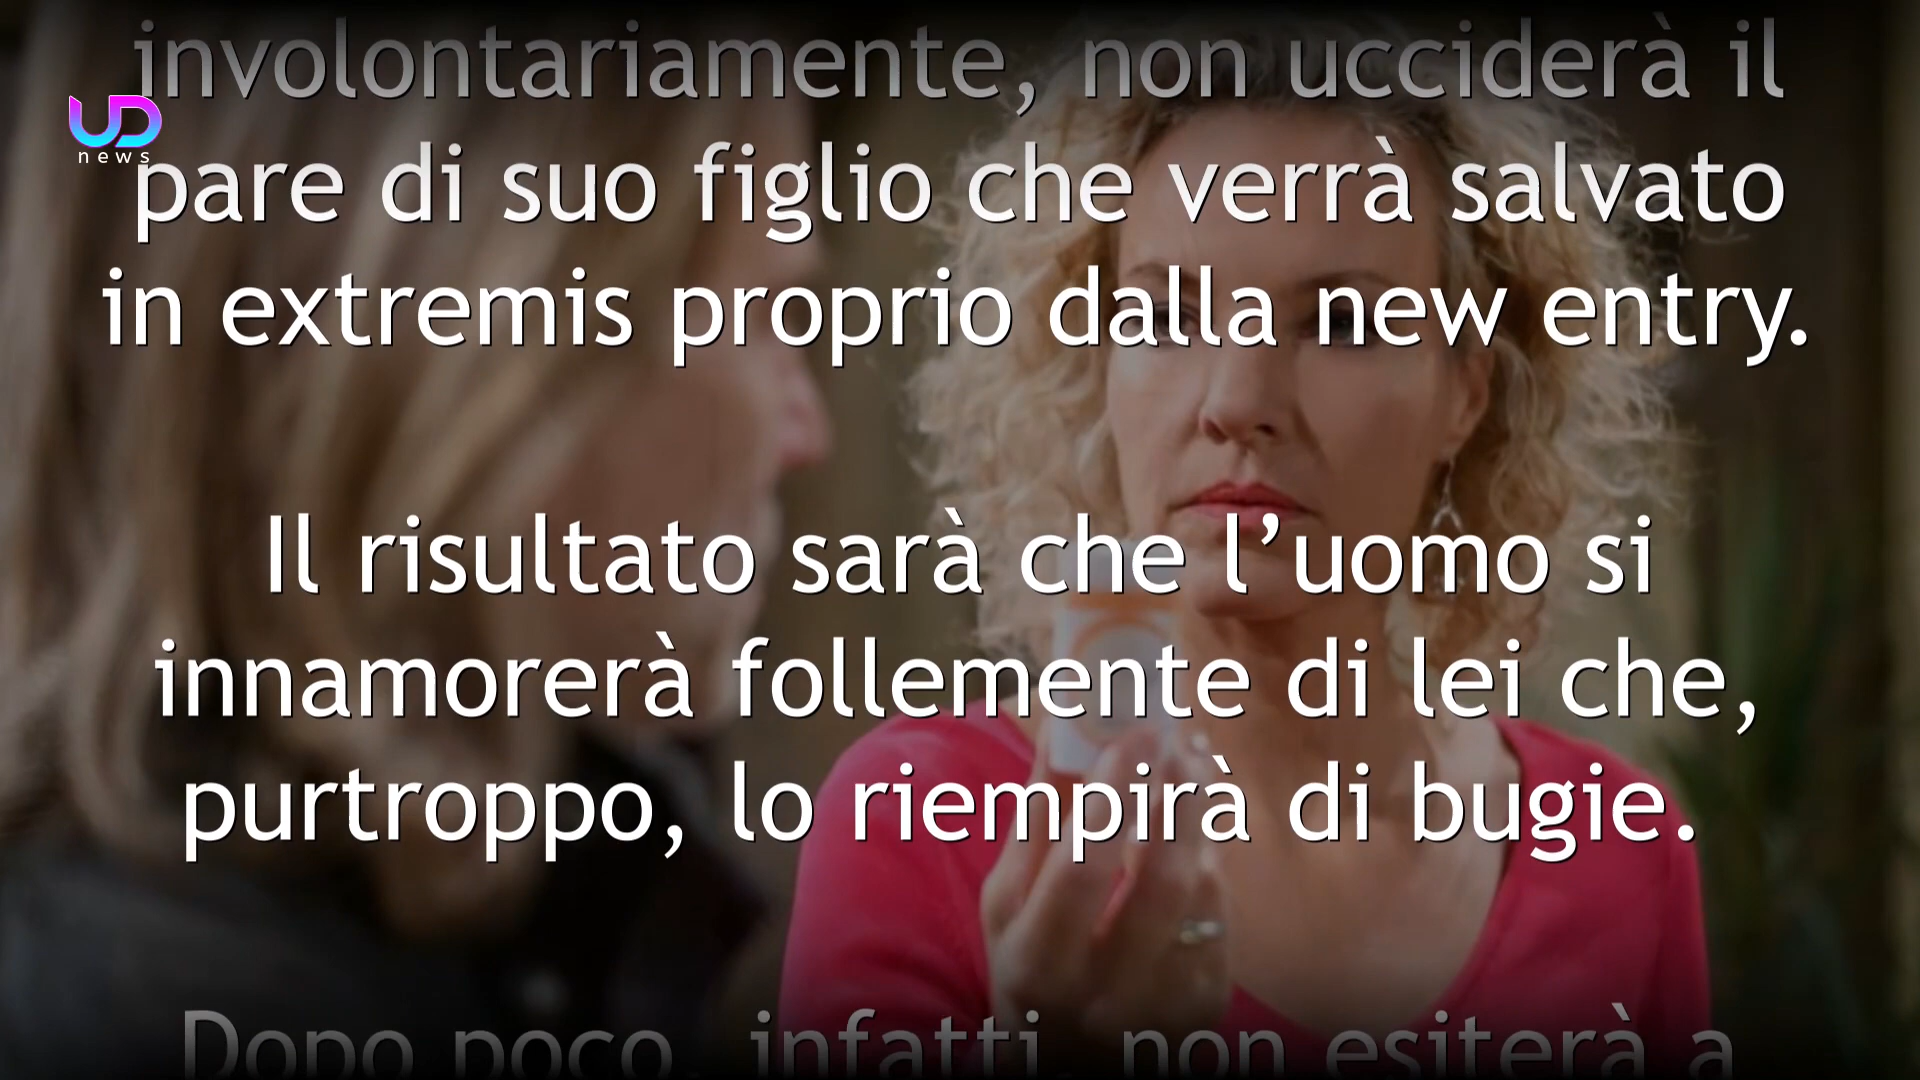 involontariamente, non ucciderà il
UD
news
pare di suo figlio che verrà salvato
in extremis proprio dalla new entry.
Il risultato sarà che l’uomo si
innamorerà follemente di lei che,
purtroppo, lo riempirà di bugie.
Dopo poco, infatti, non esiterà a